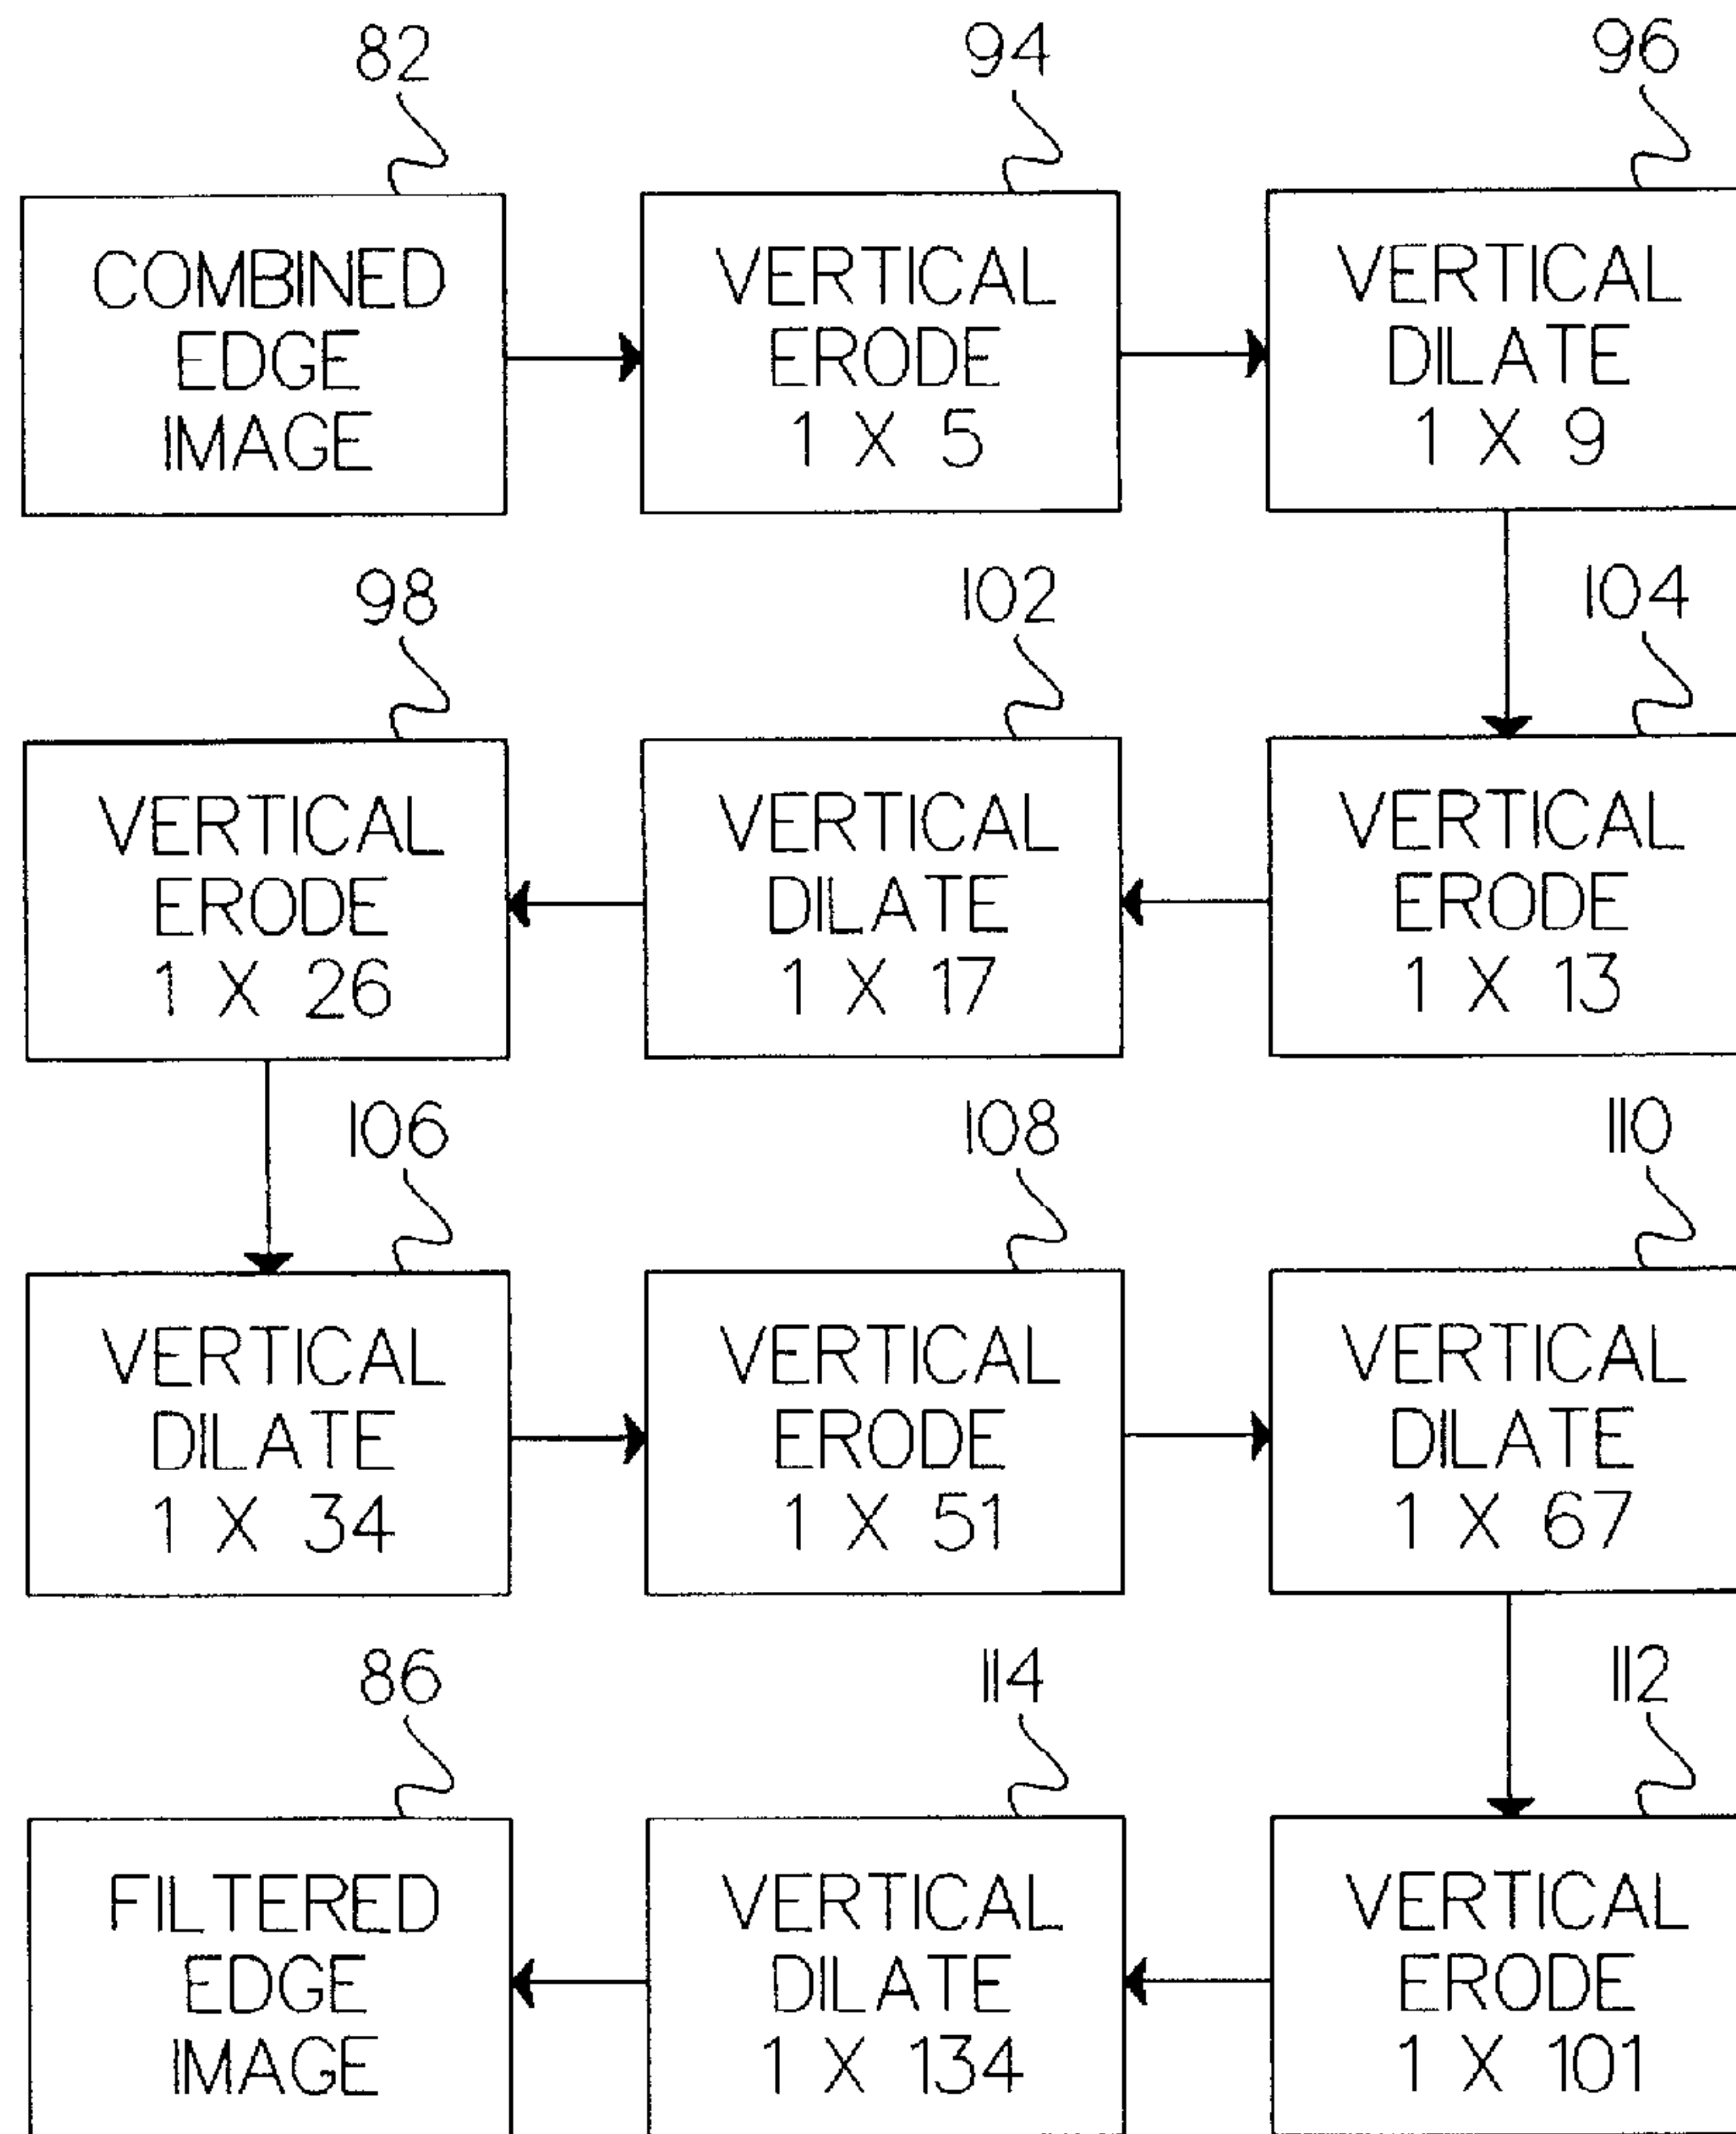 82
94
96
COMBINED
EDGE
IMAGE
VERTICAL
ERODE
1 X 5
VERTICAL
DILATE
1 X 9
98
102
104
VERTICAL
ERODE
1 X 26
VERTICAL
DILATE
1 X 17
VERTICAL
ERODE
1 X 13
106
108
110
VERTICAL
DILATE
1 X 34
VERTICAL
ERODE
1 X 51
VERTICAL
DILATE
1 X 67
86
114
112
FILTERED
EDGE
IMAGE
VERTICAL
DILATE
1 X 134
VERTICAL
ERODE
1 X 101